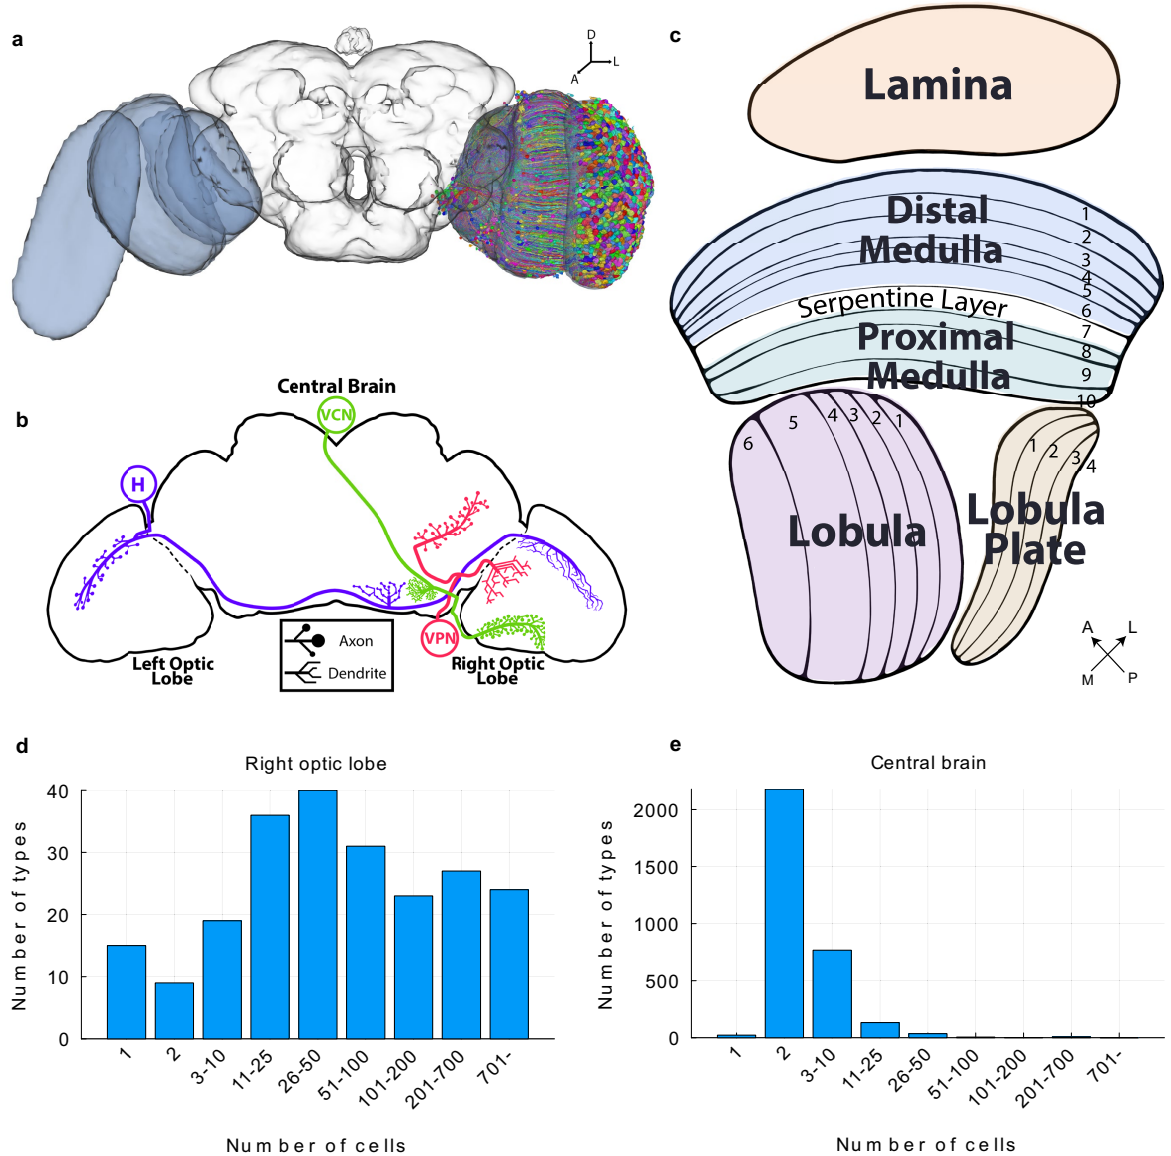 a
D
L
A
b
Central Brain
VCN
H
VPN
Axon
Dendrite
Left Optic
Lobe
Right Optic
Lobe
c
Lamina
Distal
Medulla
1
2
3
4
5
6
Serpentine Layer
7
Proximal
Medulla
8
9
10
6
5
4
3
2
1
Lobula
1
2
3
4
Lobula
Plate
A
L
M
P
d
Right optic lobe
Number of types
40
30
20
10
0
1
2
3-10
11-25
26-50
51-100
101-200
201-700
701-
Number of cells
e
Central brain
Number of types
2000
1500
1000
500
0
1
2
3-10
11-25
26-50
51-100
101-200
201-700
701-
Number of cells